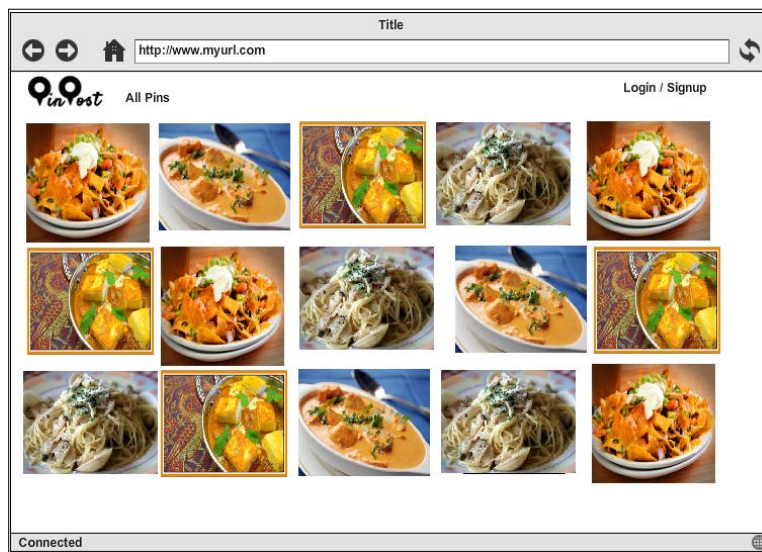 Title
http://www.myurl.com
PinPost
All Pins
Login / Signup
Connected